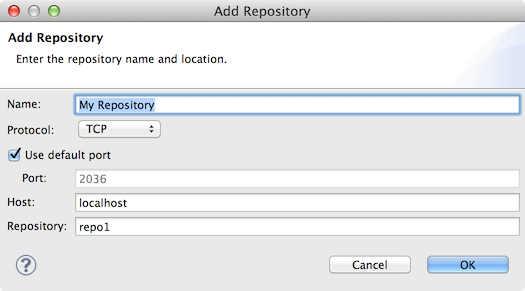 Add Repository
Add Repository
Enter the repository name and location.
Name: My Repository
Protocol: TCP
Use default port
Port: 2036
Host: localhost
Repository: repo1
? Cancel OK